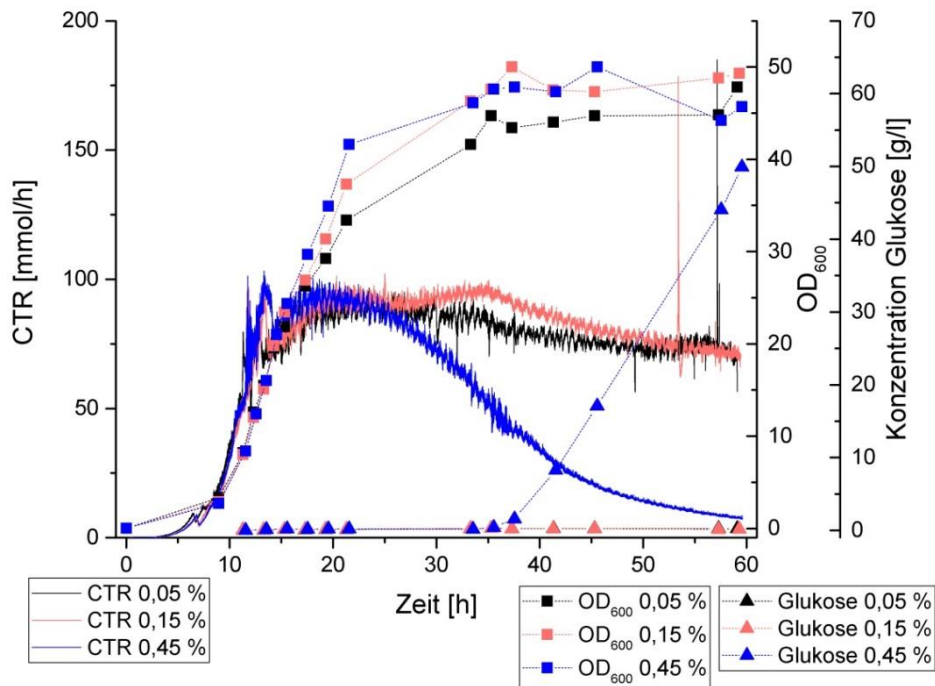 200
150
100
50
0
CTR [mmol/h]
0
10
20
30
40
50
60
Zeit [h]
50
40
30
20
10
0
OD600
70
60
50
40
30
20
10
0
Konzentration Glukose [g/l]
CTR 0,05 %
CTR 0,15 %
CTR 0,45 %
OD600 0,05 %
OD600 0,15 %
OD600 0,45 %
Glukose 0,05 %
Glukose 0,15 %
Glukose 0,45 %